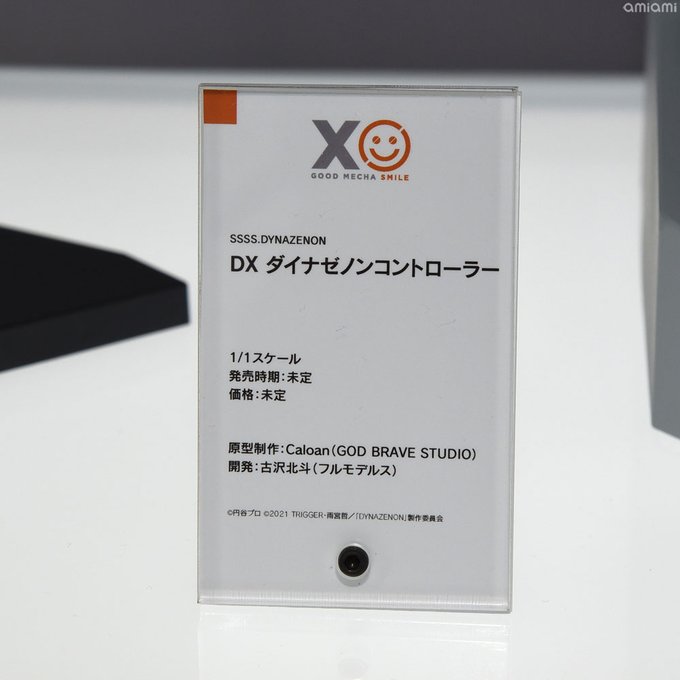 amiami
XO
GOOD MECHA SMILE
SSSS.DYNAZENON
DX ダイナゼノンコントローラー
1/1スケール
発売時期：未定
価格：未定
原型制作：Caloan（GOD BRAVE STUDIO）
開発：古沢北斗（フルモデルス）
©円谷プロ ©2021 TRIGGER・雨宮哲／「DYNAZENON」製作委員会